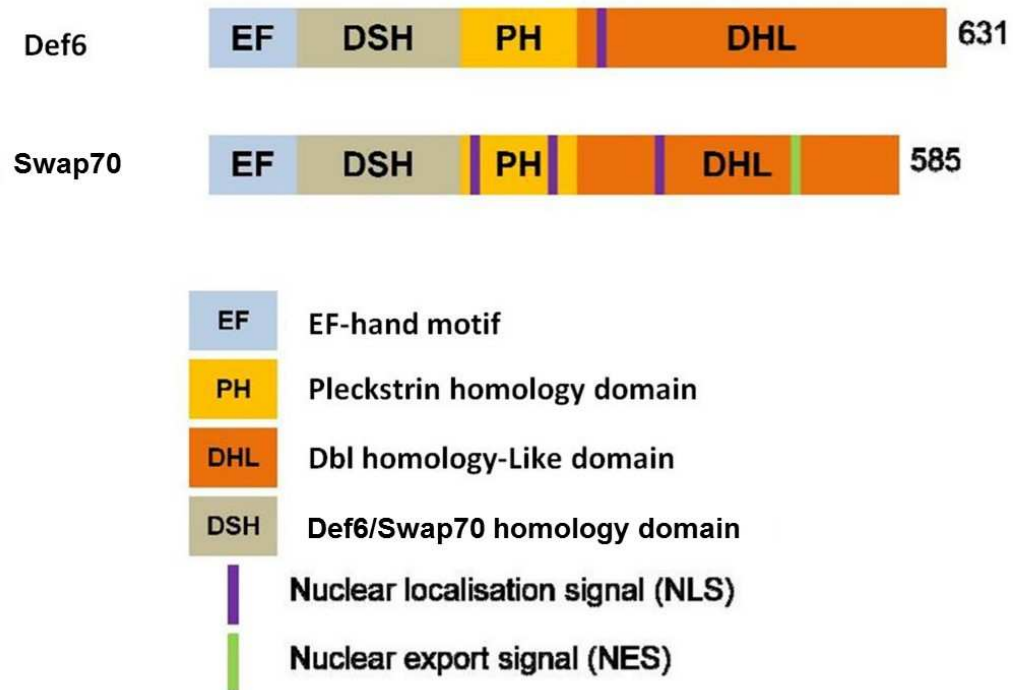 Def6 EF DSH PH DHL 631
Swap70 EF DSH PH DHL 585
EF EF-hand motif
PH Pleckstrin homology domain
DHL Dbl homology-Like domain
DSH Def6/Swap70 homology domain
Nuclear localisation signal (NLS)
Nuclear export signal (NES)